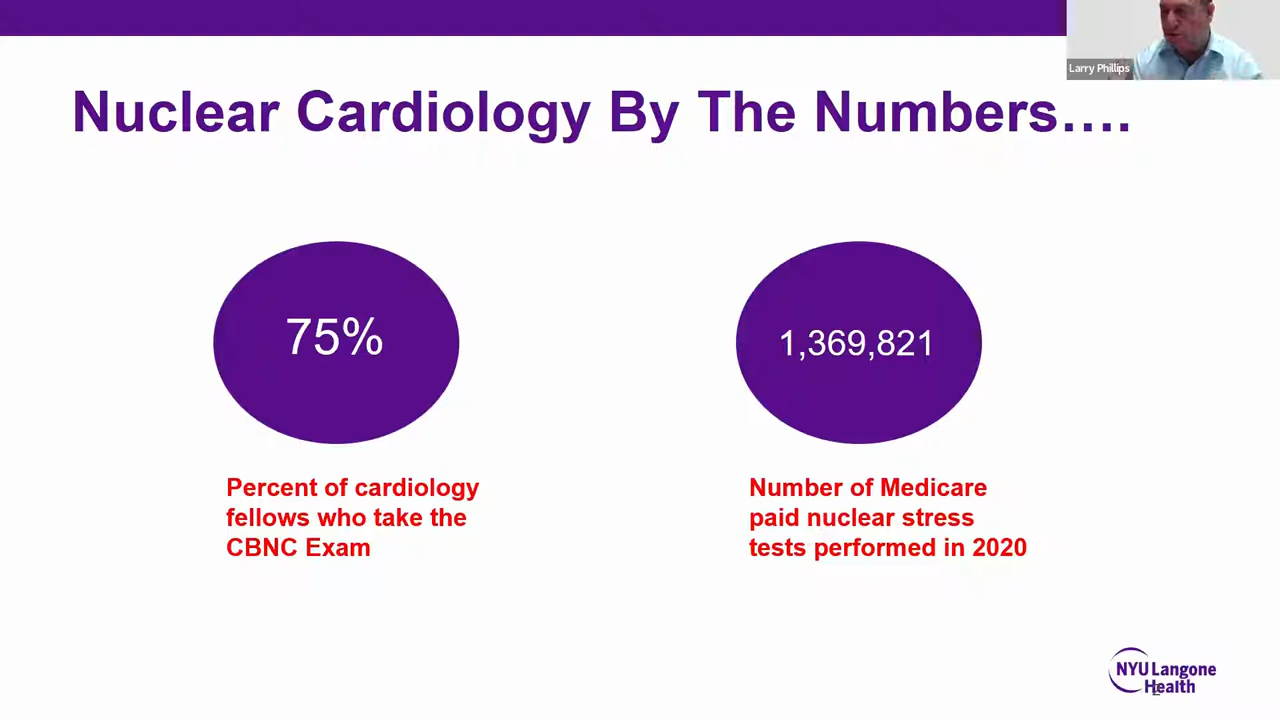 Larry Phillips
Nuclear Cardiology By The Numbers....
75%
1,369,821
Percent of cardiology
fellows who take the
CBNC Exam
Number of Medicare
paid nuclear stress
tests performed in 2020
NYU Langone
Health
2